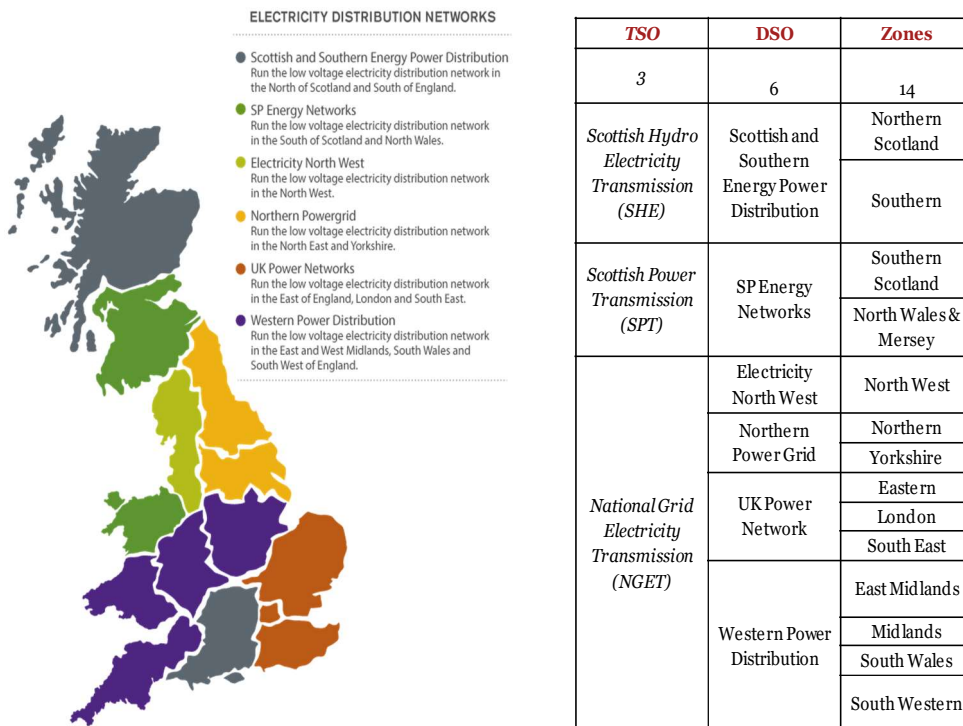 ELECTRICITY DISTRIBUTION NETWORKS
Scottish and Southern Energy Power Distribution
Run the low voltage electricity distribution network in
the North of Scotland and South of England.
SP Energy Networks
Run the low voltage electricity distribution network
in the South of Scotland and North Wales.
Electricity North West
Run the low voltage electricity distribution network
in the North West.
Northern Powergrid
Run the low voltage electricity distribution network
in the North East and Yorkshire.
UK Power Networks
Run the low voltage electricity distribution network
in the East of England, London and South East.
Western Power Distribution
Run the low voltage electricity distribution network
in the East and West Midlands, South Wales and
South West of England.
TSO DSO Zones
3 6 14
Scottish Hydro
Electricity
Transmission
(SHE)
Scottish and
Southern
Energy Power
Distribution
Northern
Scotland
Southern
Scottish Power
Transmission
(SPT)
SP Energy
Networks
Southern
Scotland
North Wales &
Mersey
National Grid
Electricity
Transmission
(NGET)
Electricity
North West
North West
Northern
Power Grid
Northern
Yorkshire
UK Power
Network
Eastern
London
South East
Western Power
Distribution
East Midlands
Midlands
South Wales
South Western